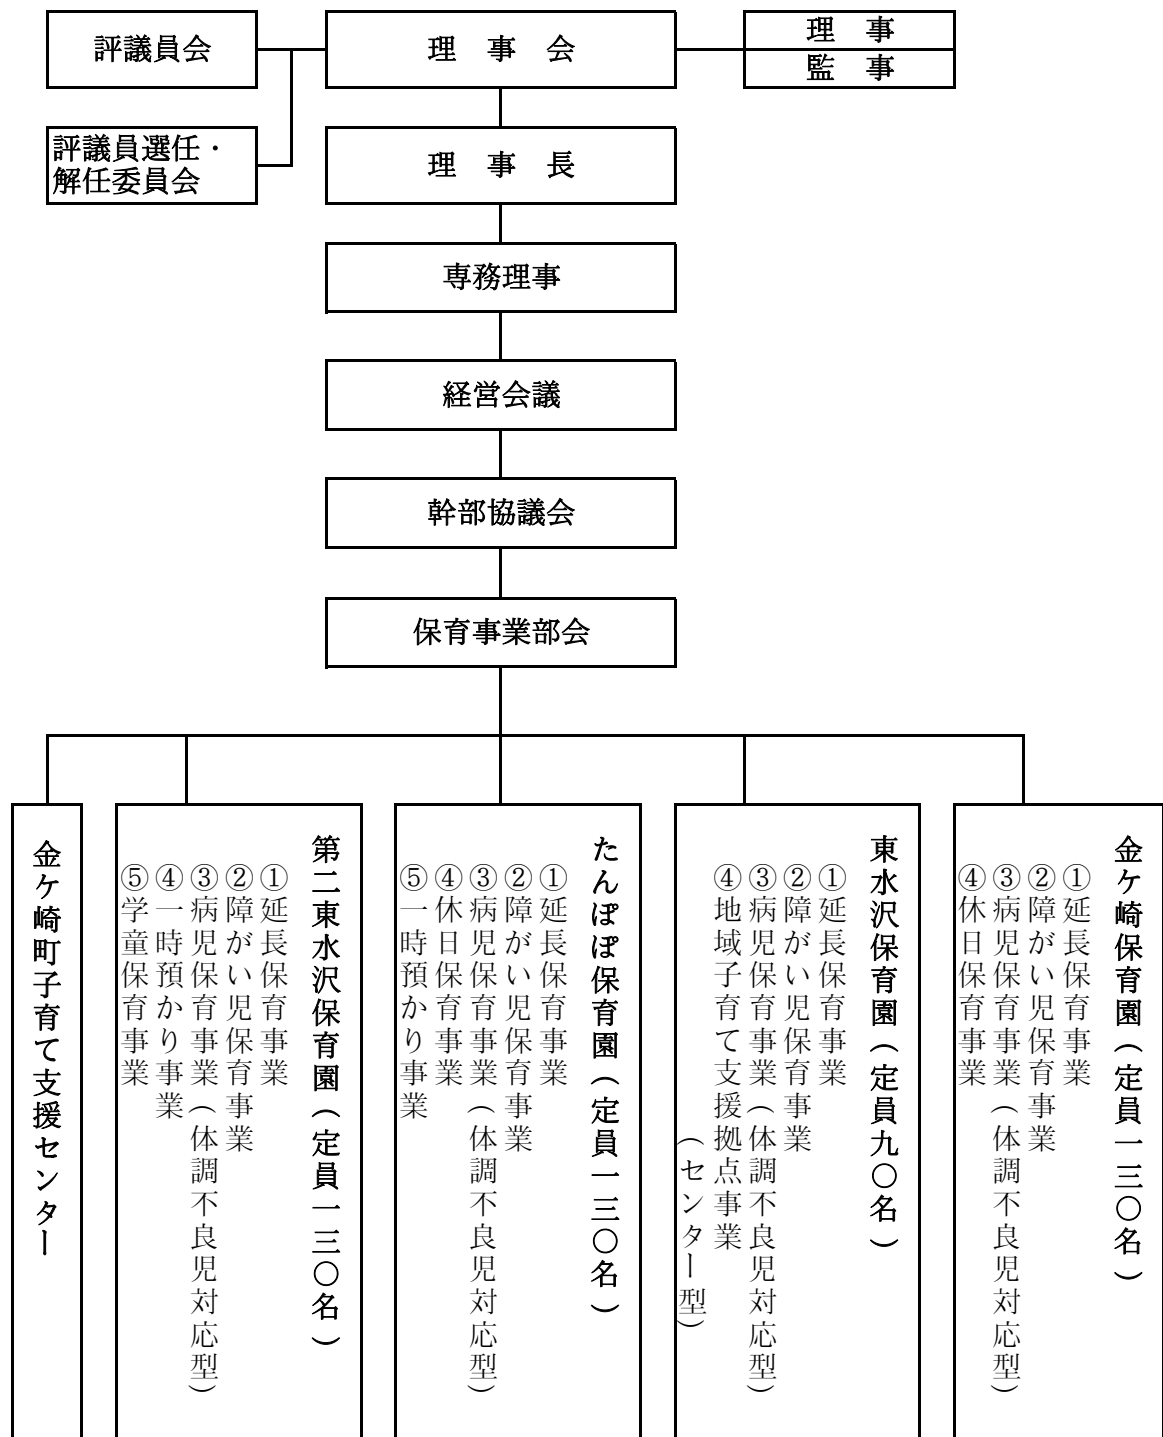 評議員会
理　事　会
理　事
監　事
評議員選任・
解任委員会
理　事　長
専務理事
経営会議
幹部協議会
保育事業部会
金ケ崎保育園（定員一三〇名）
①延長保育事業
②障がい児保育事業
③病児保育事業（体調不良児対応型）
④休日保育事業
東水沢保育園（定員九〇名）
①延長保育事業
②障がい児保育事業
③病児保育事業（体調不良児対応型）
④地域子育て支援拠点事業
（センター型）
たんぽぽ保育園（定員一三〇名）
①延長保育事業
②障がい児保育事業
③病児保育事業（体調不良児対応型）
④休日保育事業
⑤一時預かり事業
第二東水沢保育園（定員一三〇名）
①延長保育事業
②障がい児保育事業
③病児保育事業（体調不良児対応型）
④一時預かり事業
⑤学童保育事業
金ケ崎町子育て支援センター